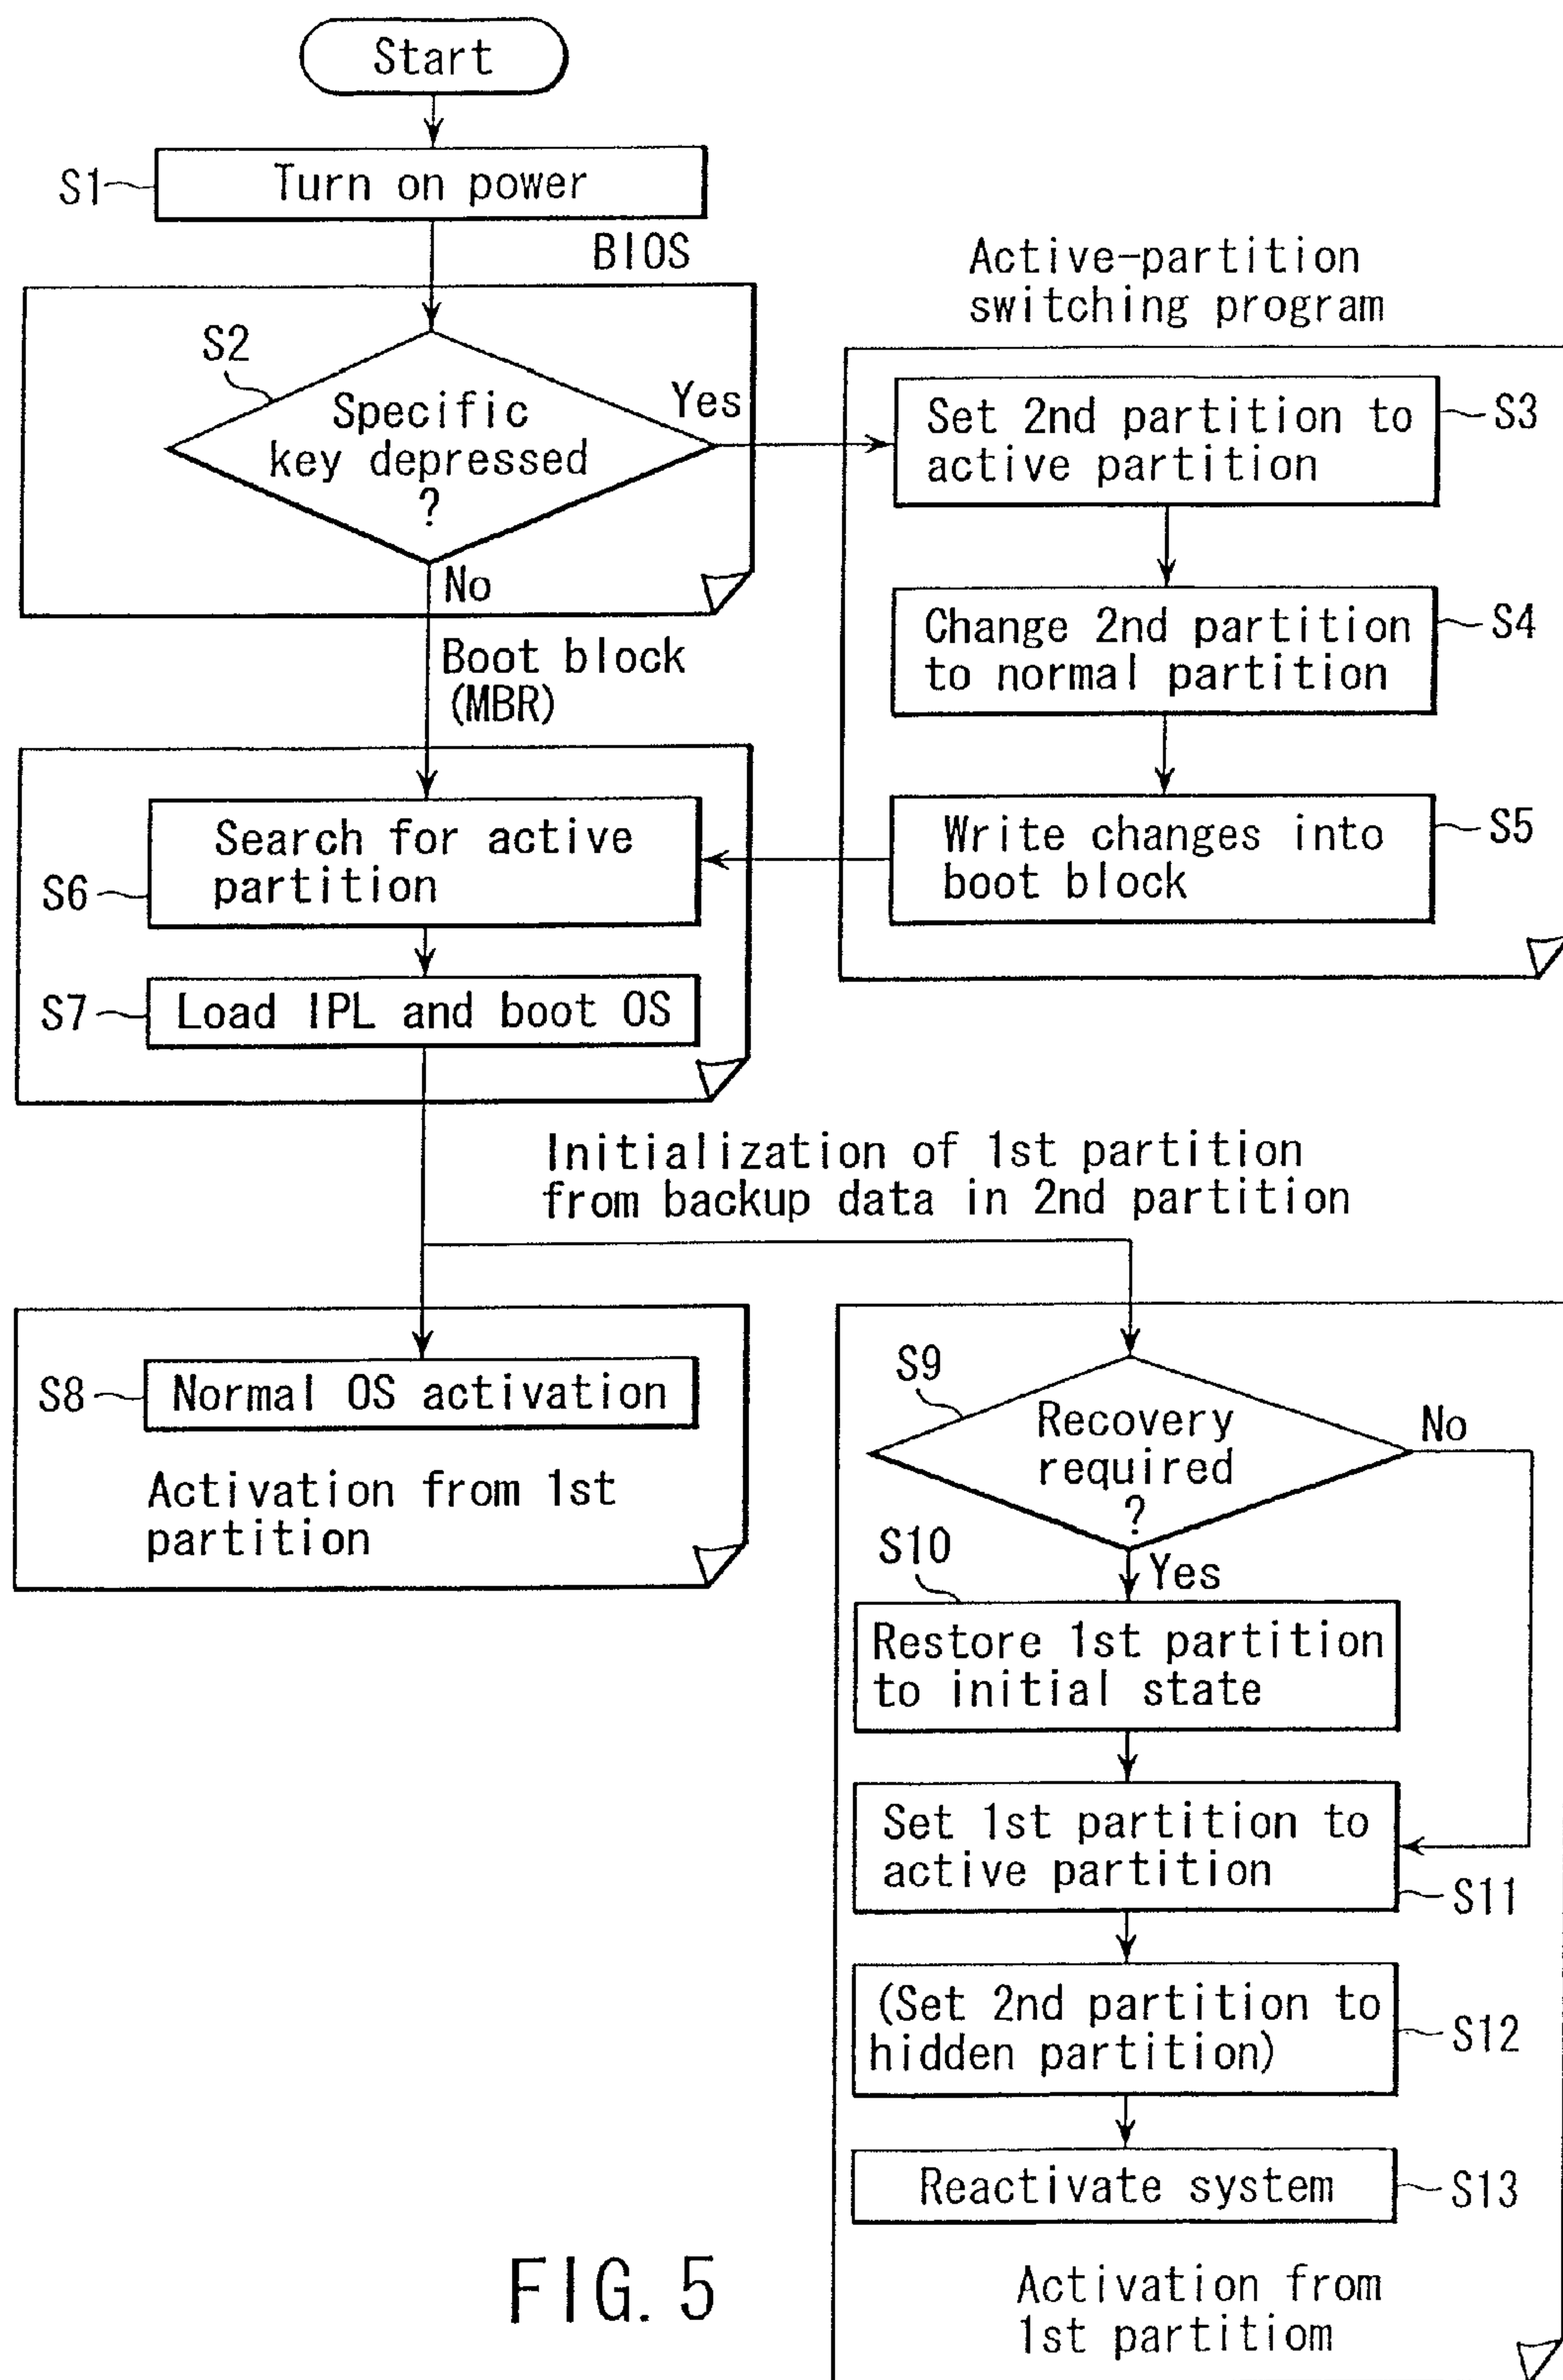 Start
S1
Turn on power
BIOS
S2
Specific
key depressed
?
Yes
No
Active-partition
switching program
Set 2nd partition to
active partition
S3
Change 2nd partition
to normal partition
S4
Write changes into
boot block
S5
Boot block
(MBR)
Search for active
partition
S6
S7
Load IPL and boot OS
Initialization of 1st partition
from backup data in 2nd partition
S8
Normal OS activation
Activation from 1st
partition
S9
Recovery
required
?
No
S10
Yes
Restore 1st partition
to initial state
Set 1st partition to
active partition
S11
(Set 2nd partition to
hidden partition)
S12
Reactivate system
S13
Activation from
1st partitiom
FIG. 5